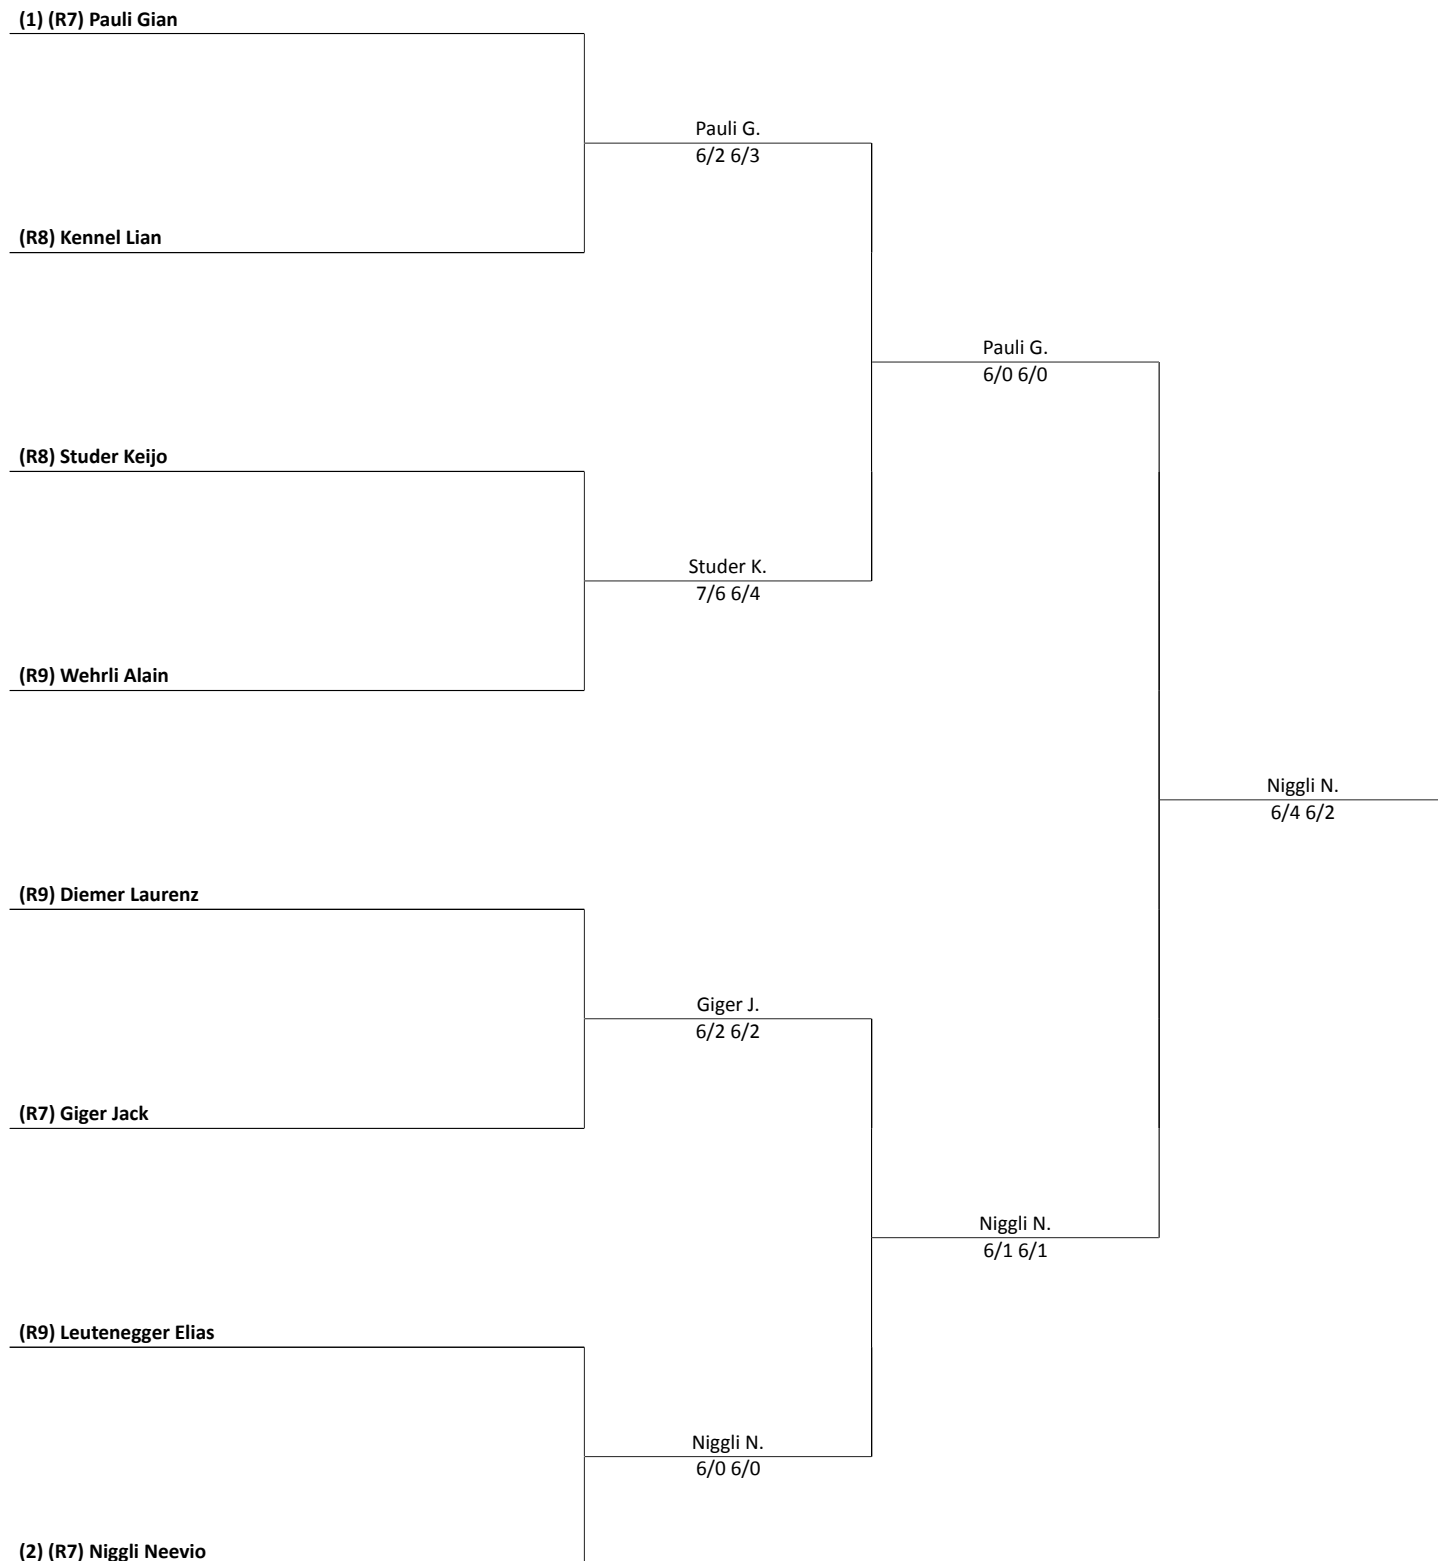 (1) (R7) Pauli Gian
Pauli G.
6/2 6/3
(R8) Kennel Lian
Pauli G.
6/0 6/0
(R8) Studer Keijo
Studer K.
7/6 6/4
(R9) Wehrli Alain
Niggli N.
6/4 6/2
(R9) Diemer Laurenz
Giger J.
6/2 6/2
(R7) Giger Jack
Niggli N.
6/1 6/1
(R9) Leutenegger Elias
Niggli N.
6/0 6/0
(2) (R7) Niggli Neevio